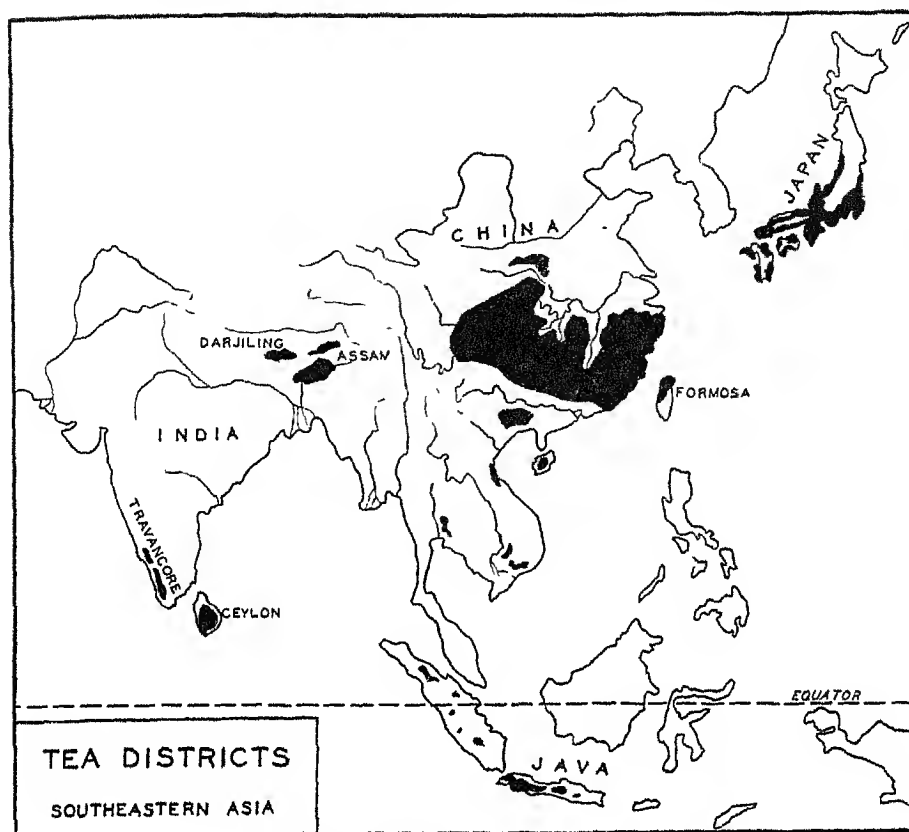 JAPAN
CHINA
DARJILING
ASSAM
FORMOSA
INDIA
TRAVANCORE
CEYLON
EQUATOR
TEA DISTRICTS
JAVA
SOUTHEASTERN ASIA